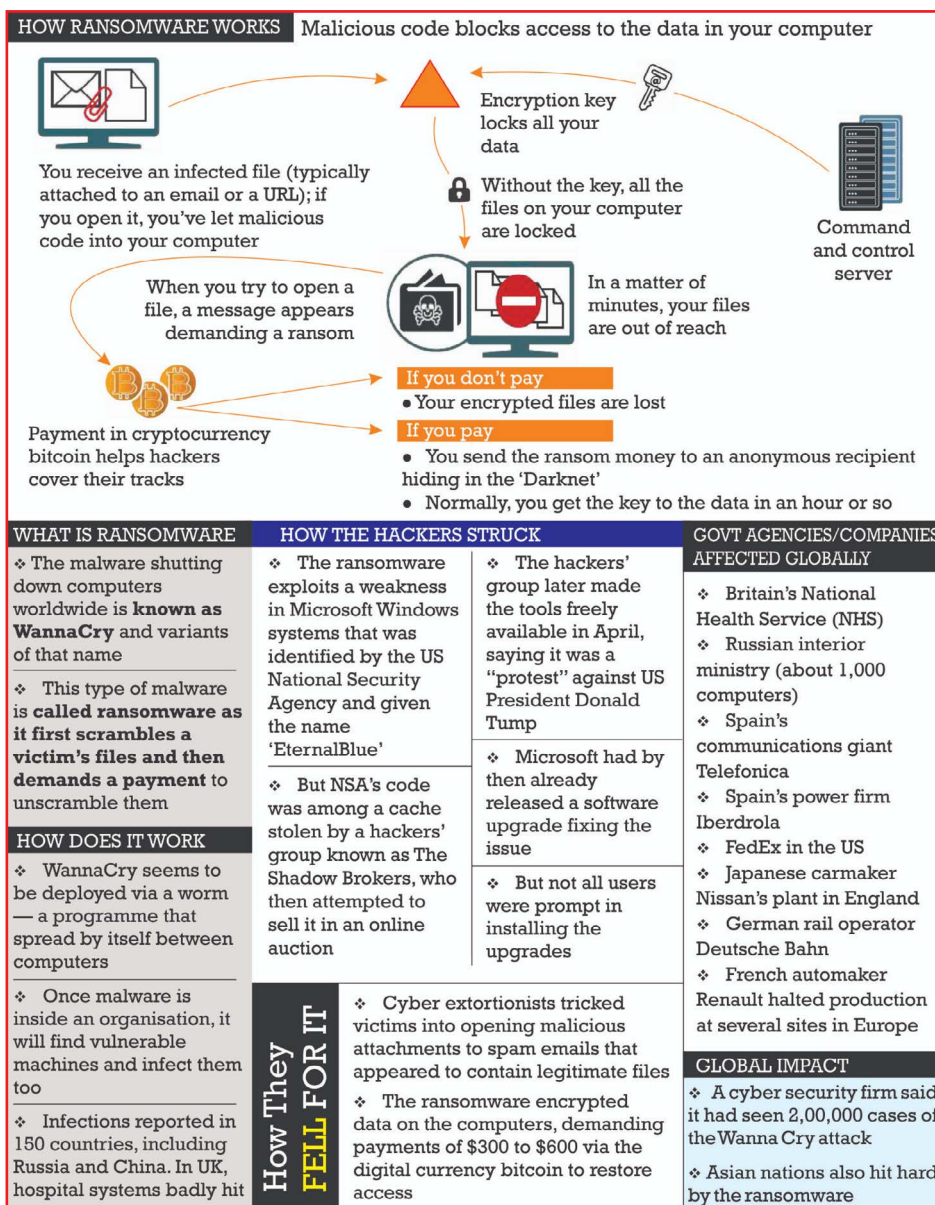 HOW RANSOMWARE WORKS Malicious code blocks access to the data in your computer
You receive an infected file (typically
attached to an email or a URL); if
you open it, you've let malicious
code into your computer
Encryption key
locks all your
data
Without the key, all the
files on your computer
are locked
Command
and control
server
When you try to open a
file, a message appears
demanding a ransom
In a matter of
minutes, your files
are out of reach
Payment in cryptocurrency
bitcoin helps hackers
cover their tracks
If you don't pay
● Your encrypted files are lost
If you pay
● You send the ransom money to an anonymous recipient
hiding in the 'Darknet'
● Normally, you get the key to the data in an hour or so
WHAT IS RANSOMWARE
❖ The malware shutting
down computers
worldwide is known as
WannaCry and variants
of that name
❖ This type of malware
is called ransomware as
it first scrambles a
victim's files and then
demands a payment to
unscramble them
HOW DOES IT WORK
❖ WannaCry seems to
be deployed via a worm
— a programme that
spread by itself between
computers
❖ Once malware is
inside an organisation, it
will find vulnerable
machines and infect them
too
❖ Infections reported in
150 countries, including
Russia and China. In UK,
hospital systems badly hit
HOW THE HACKERS STRUCK
❖ The ransomware
exploits a weakness
in Microsoft Windows
systems that was
identified by the US
National Security
Agency and given
the name
'EternalBlue'
❖ But NSA's code
was among a cache
stolen by a hackers'
group known as The
Shadow Brokers, who
then attempted to
sell it in an online
auction
❖ The hackers'
group later made
the tools freely
available in April,
saying it was a
"protest" against US
President Donald
Tump
❖ Microsoft had by
then already
released a software
upgrade fixing the
issue
❖ But not all users
were prompt in
installing the
upgrades
How They
FELL FOR IT
❖ Cyber extortionists tricked
victims into opening malicious
attachments to spam emails that
appeared to contain legitimate files
❖ The ransomware encrypted
data on the computers, demanding
payments of $300 to $600 via the
digital currency bitcoin to restore
access
GOVT AGENCIES/COMPANIES
AFFECTED GLOBALLY
❖ Britain's National
Health Service (NHS)
❖ Russian interior
ministry (about 1,000
computers)
❖ Spain's
communications giant
Telefonica
❖ Spain's power firm
Iberdrola
❖ FedEx in the US
❖ Japanese carmaker
Nissan's plant in England
❖ German rail operator
Deutsche Bahn
❖ French automaker
Renault halted production
at several sites in Europe
GLOBAL IMPACT
❖ A cyber security firm said
it had seen 2,00,000 cases of
the Wanna Cry attack
❖ Asian nations also hit hard
by the ransomware